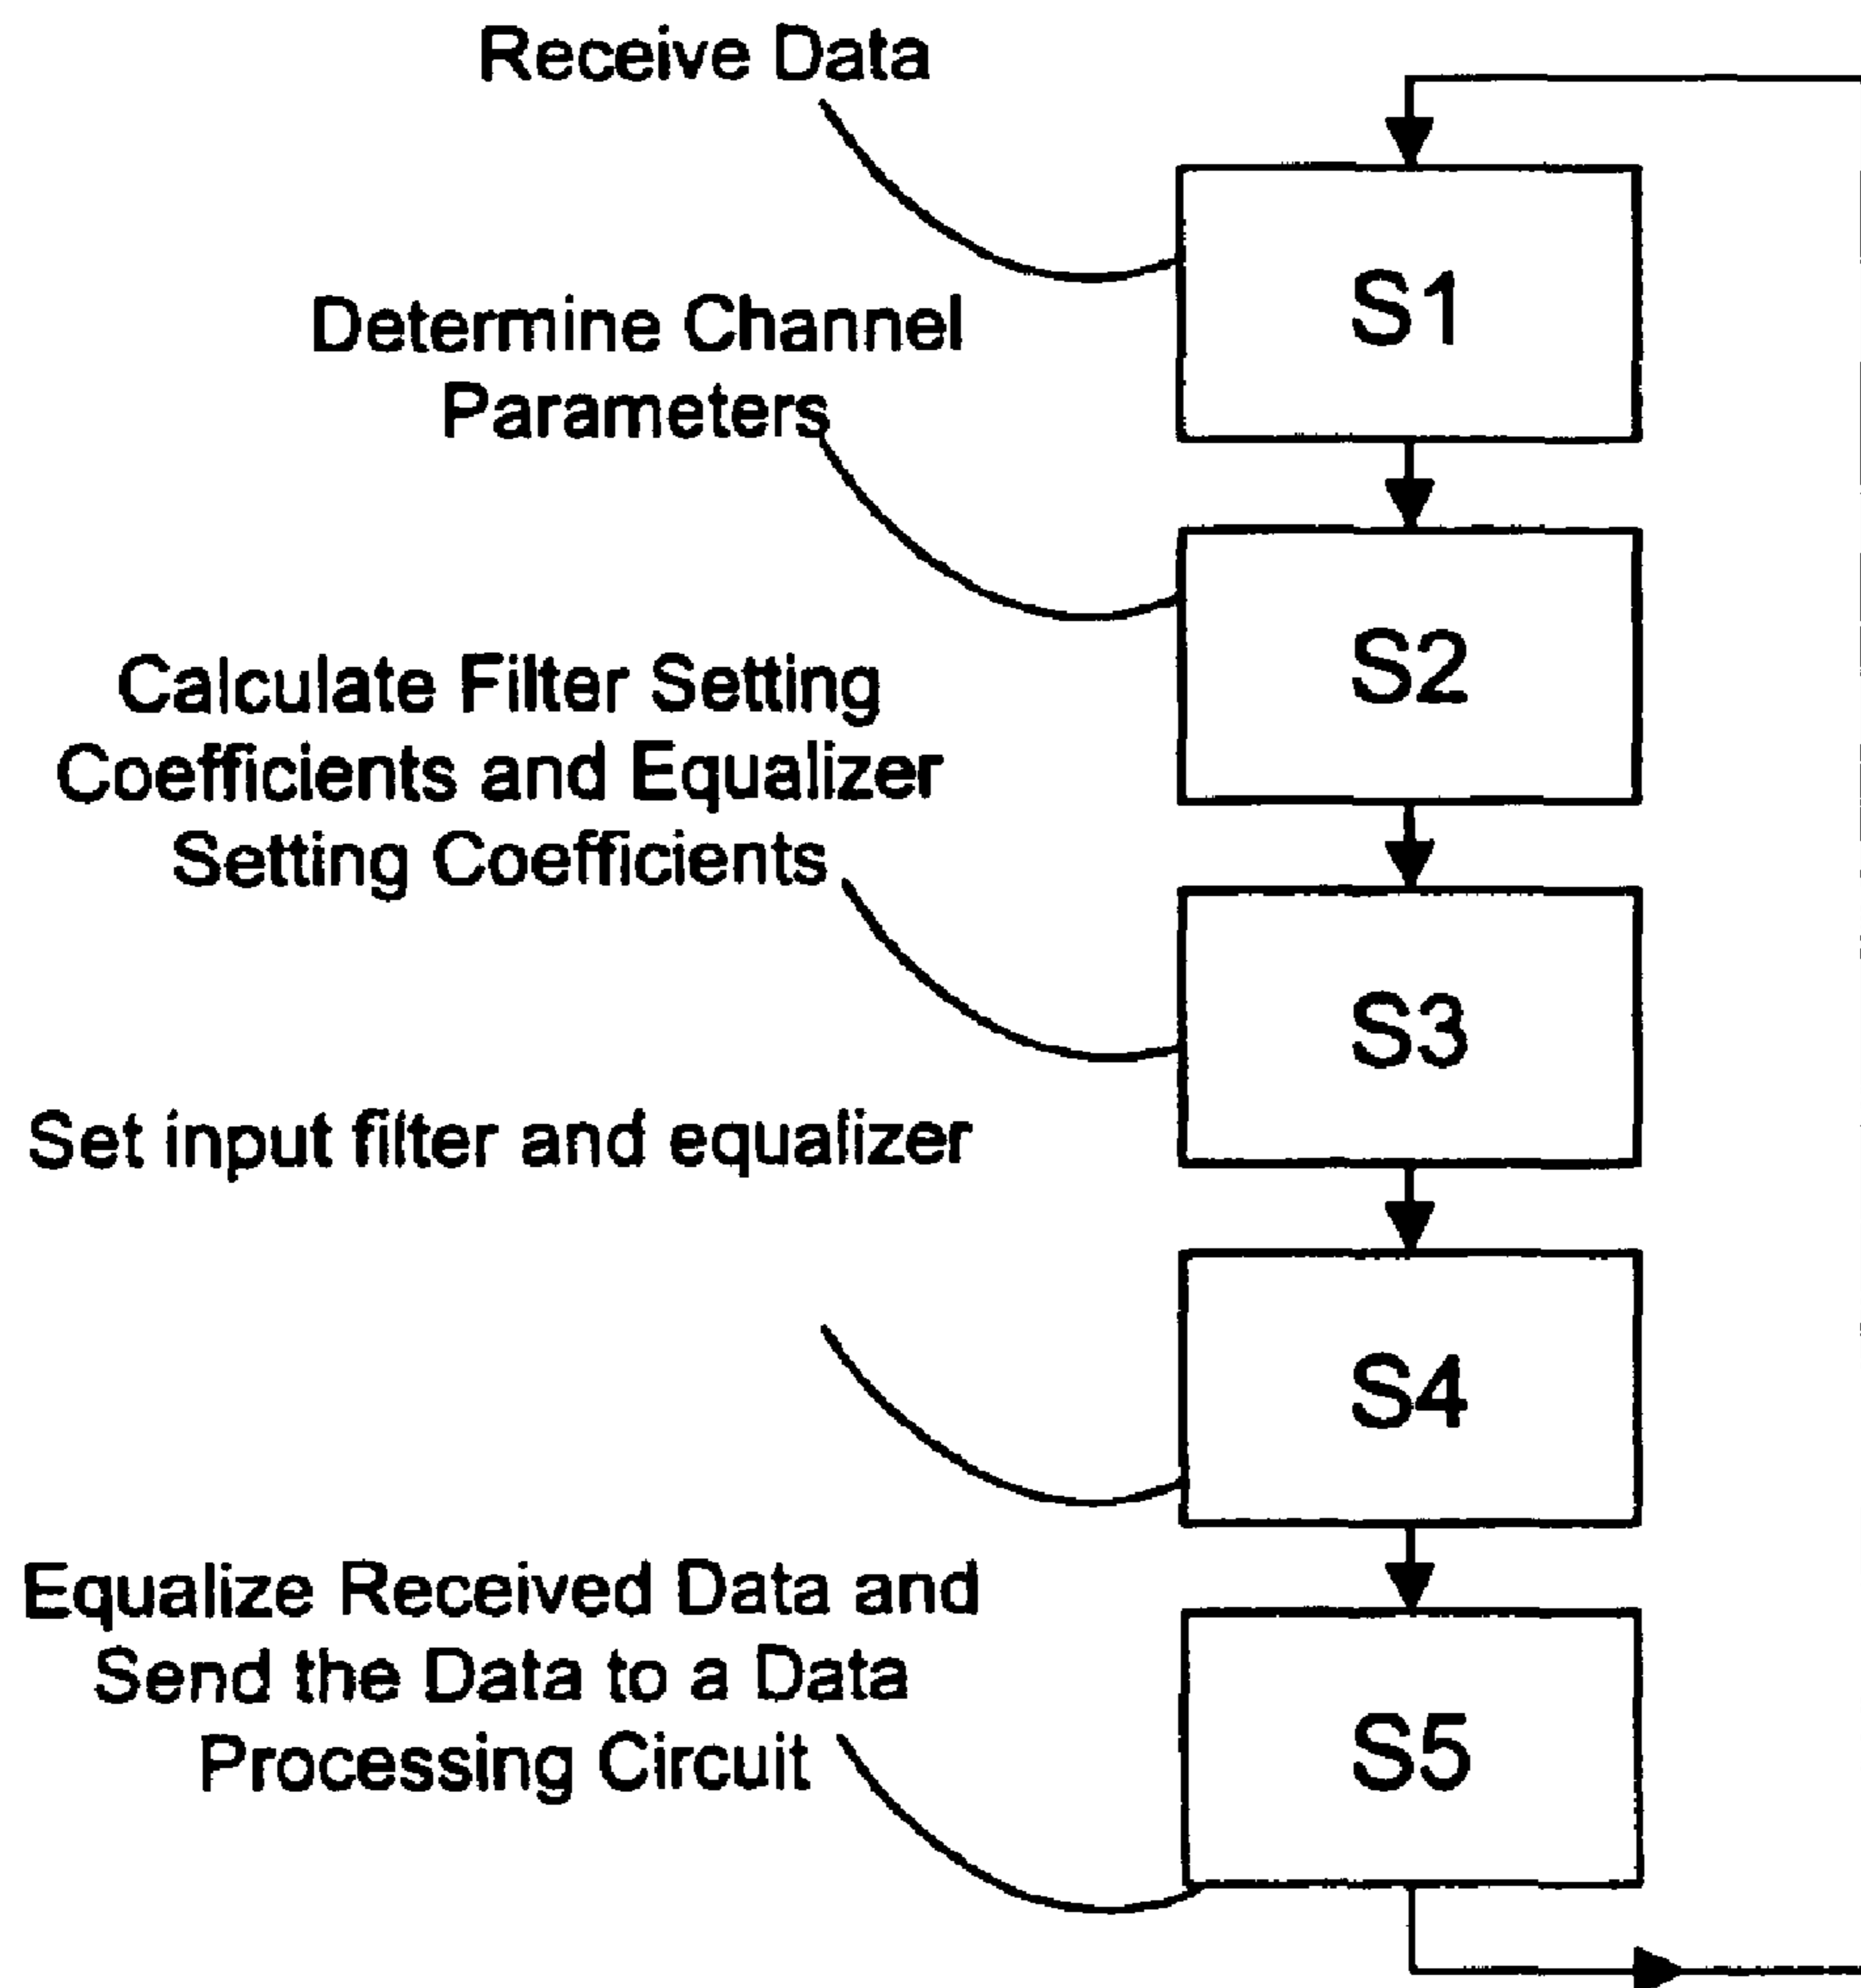 Receive Data
S1
Determine Channel
Parameters
S2
Calculate Filter Setting
Coefficients and Equalizer
Setting Coefficients
S3
Set input filter and equalizer
S4
Equalize Received Data and
Send the Data to a Data
Processing Circuit
S5